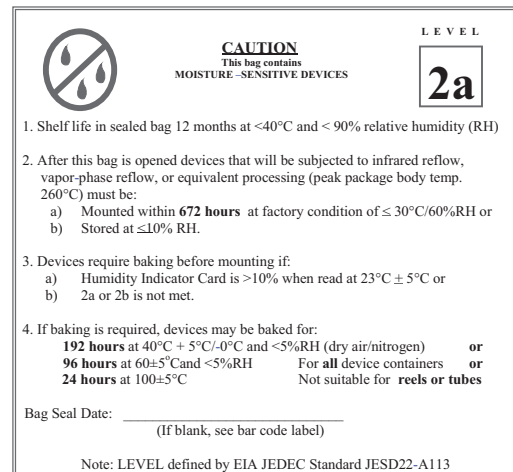 LEVEL
CAUTION
This bag contains
MOISTURE –SENSITIVE DEVICES
2a
1. Shelf life in sealed bag 12 months at <40°C and < 90% relative humidity (RH)
2. After this bag is opened devices that will be subjected to infrared reflow,
vapor-phase reflow, or equivalent processing (peak package body temp.
260°C) must be:
a) Mounted within 672 hours at factory condition of ≤ 30°C/60%RH or
b) Stored at ≤10% RH.
3. Devices require baking before mounting if:
a) Humidity Indicator Card is >10% when read at 23°C ± 5°C or
b) 2a or 2b is not met.
4. If baking is required, devices may be baked for:
192 hours at 40°C + 5°C/-0°C and <5%RH (dry air/nitrogen) or
96 hours at 60±5°Cand <5%RH For all device containers or
24 hours at 100±5°C Not suitable for reels or tubes
Bag Seal Date: ______________________________
(If blank, see bar code label)
Note: LEVEL defined by EIA JEDEC Standard JESD22-A113